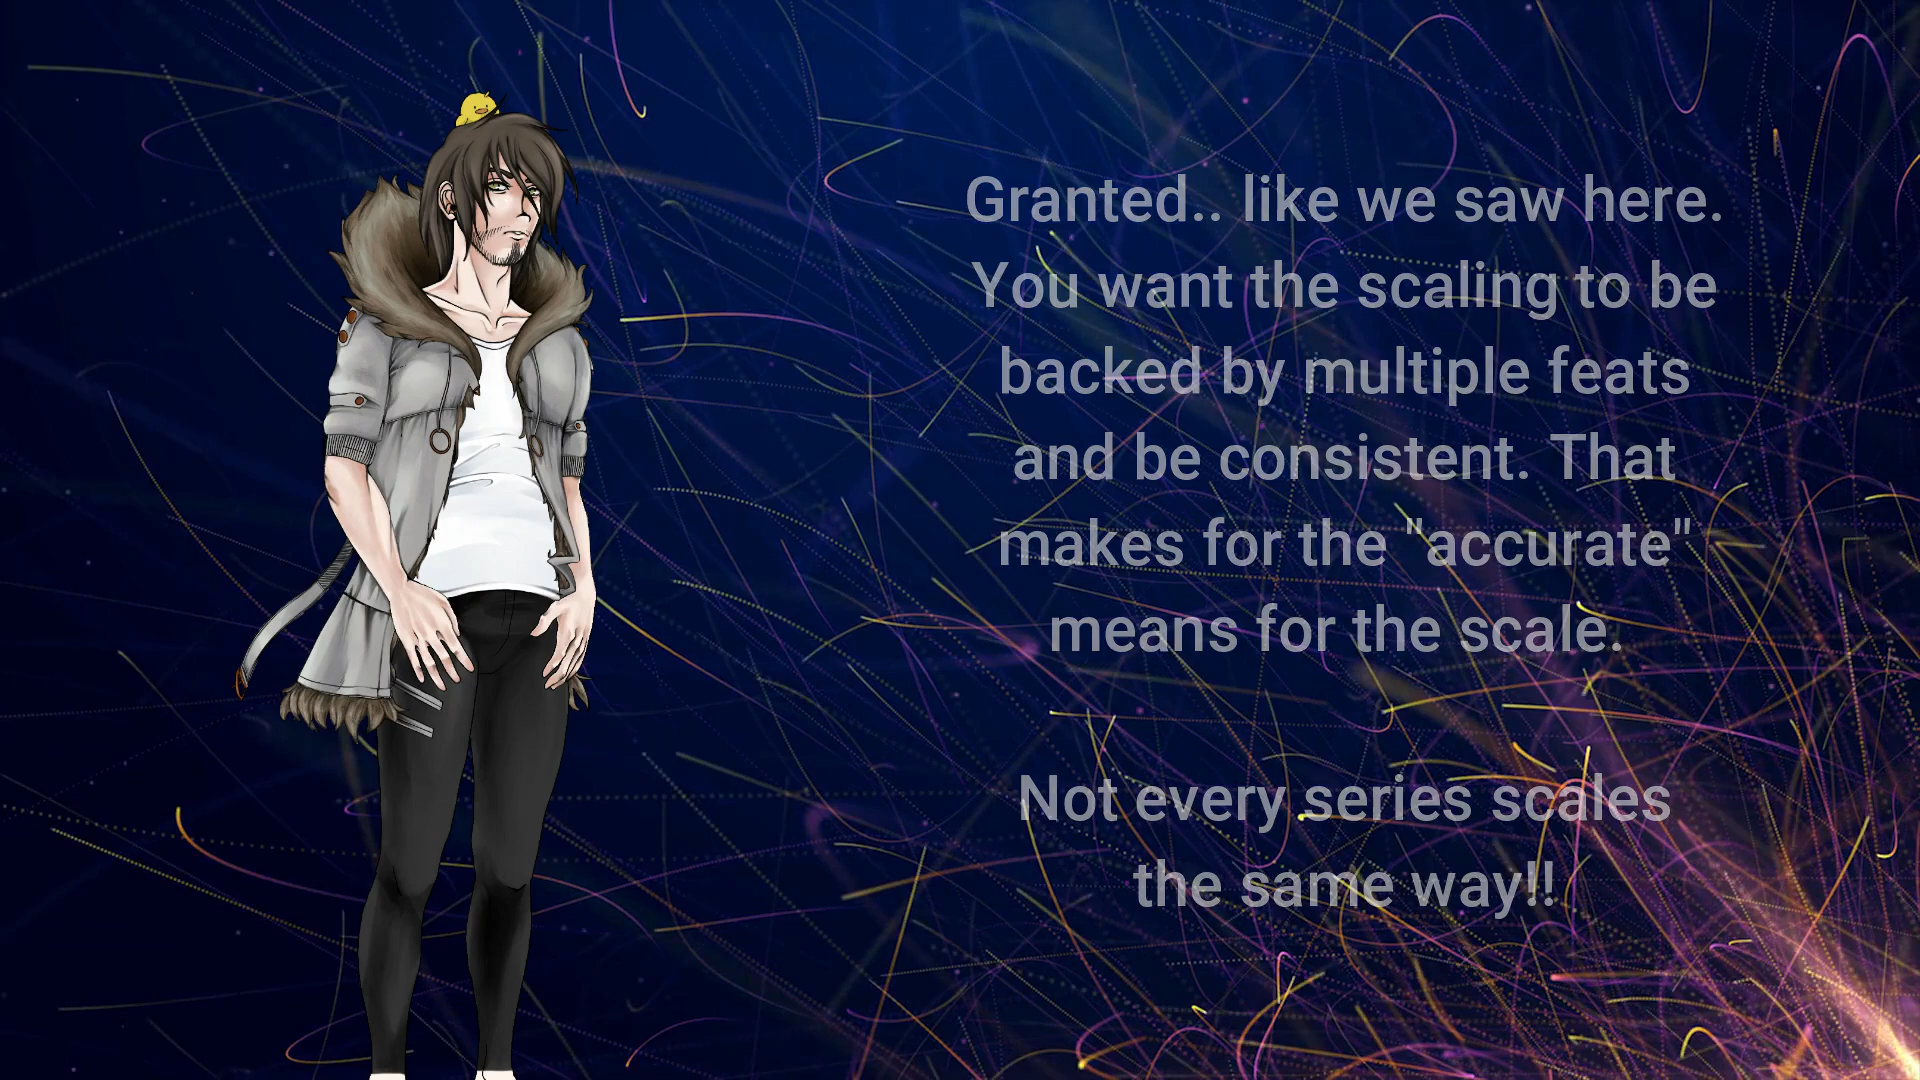 Granted.. like we saw here.
You want the scaling to be
backed by multiple feats
and be consistent. That
makes for the "accurate"
means for the scale.
Not every series scales
the same way!!